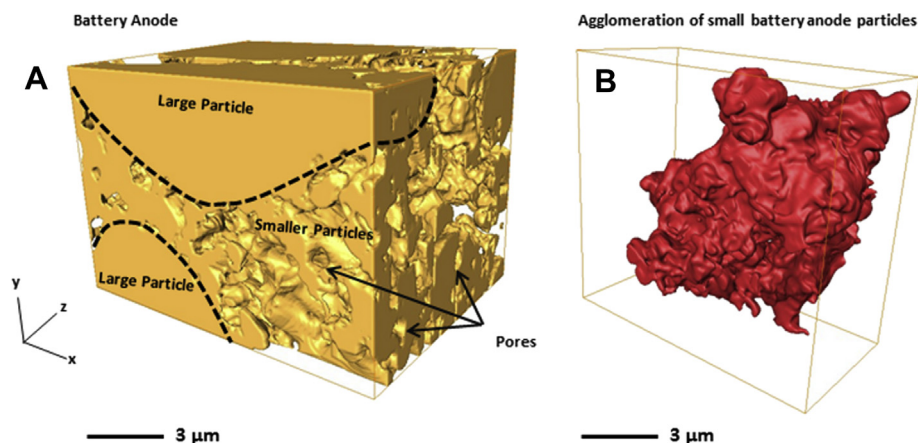 Battery Anode
Agglomeration of small battery anode particles
A
B
Large Particle
Smaller Particles
Large Particle
Pores
y
z
x
3 µm
3 µm